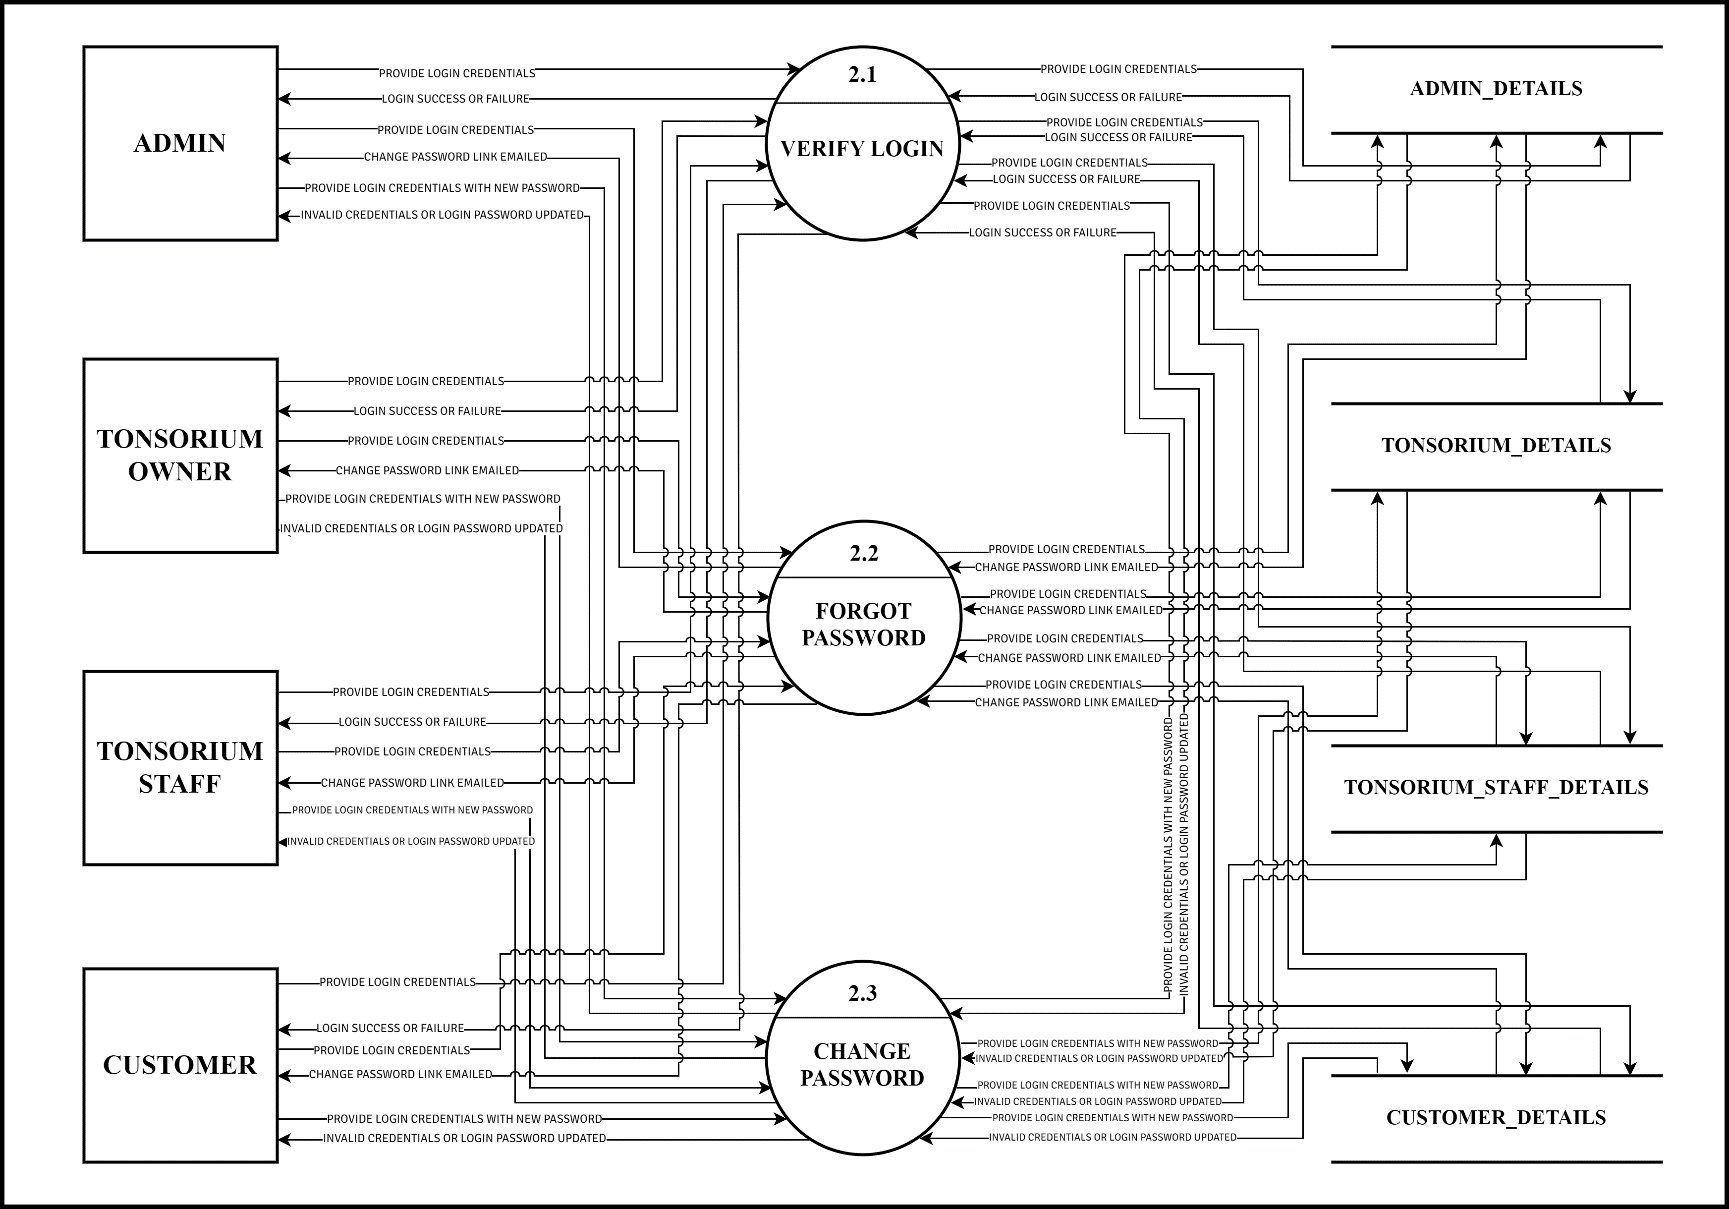 ADMIN
PROVIDE LOGIN CREDENTIALS
LOGIN SUCCESS OR FAILURE
PROVIDE LOGIN CREDENTIALS
CHANGE PASSWORD LINK EMAILED
PROVIDE LOGIN CREDENTIALS WITH NEW PASSWORD
INVALID CREDENTIALS OR LOGIN PASSWORD UPDATED
TONSORIUM
OWNER
PROVIDE LOGIN CREDENTIALS
LOGIN SUCCESS OR FAILURE
PROVIDE LOGIN CREDENTIALS
CHANGE PASSWORD LINK EMAILED
PROVIDE LOGIN CREDENTIALS WITH NEW PASSWORD
INVALID CREDENTIALS OR LOGIN PASSWORD UPDATED
TONSORIUM
STAFF
PROVIDE LOGIN CREDENTIALS
LOGIN SUCCESS OR FAILURE
PROVIDE LOGIN CREDENTIALS
CHANGE PASSWORD LINK EMAILED
PROVIDE LOGIN CREDENTIALS WITH NEW PASSWORD
INVALID CREDENTIALS OR LOGIN PASSWORD UPDATED
CUSTOMER
PROVIDE LOGIN CREDENTIALS
LOGIN SUCCESS OR FAILURE
PROVIDE LOGIN CREDENTIALS
CHANGE PASSWORD LINK EMAILED
PROVIDE LOGIN CREDENTIALS WITH NEW PASSWORD
INVALID CREDENTIALS OR LOGIN PASSWORD UPDATED
2.1
VERIFY LOGIN
PROVIDE LOGIN CREDENTIALS
LOGIN SUCCESS OR FAILURE
PROVIDE LOGIN CREDENTIALS
LOGIN SUCCESS OR FAILURE
PROVIDE LOGIN CREDENTIALS
LOGIN SUCCESS OR FAILURE
PROVIDE LOGIN CREDENTIALS
LOGIN SUCCESS OR FAILURE
2.2
FORGOT
PASSWORD
PROVIDE LOGIN CREDENTIALS
CHANGE PASSWORD LINK EMAILED
PROVIDE LOGIN CREDENTIALS
CHANGE PASSWORD LINK EMAILED
PROVIDE LOGIN CREDENTIALS
CHANGE PASSWORD LINK EMAILED
PROVIDE LOGIN CREDENTIALS
CHANGE PASSWORD LINK EMAILED
2.3
CHANGE
PASSWORD
PROVIDE LOGIN CREDENTIALS WITH NEW PASSWORD
INVALID CREDENTIALS OR LOGIN PASSWORD UPDATED
PROVIDE LOGIN CREDENTIALS WITH NEW PASSWORD
INVALID CREDENTIALS OR LOGIN PASSWORD UPDATED
PROVIDE LOGIN CREDENTIALS WITH NEW PASSWORD
INVALID CREDENTIALS OR LOGIN PASSWORD UPDATED
PROVIDE LOGIN CREDENTIALS WITH NEW PASSWORD
INVALID CREDENTIALS OR LOGIN PASSWORD UPDATED
ADMIN_DETAILS
TONSORIUM_DETAILS
TONSORIUM_STAFF_DETAILS
CUSTOMER_DETAILS